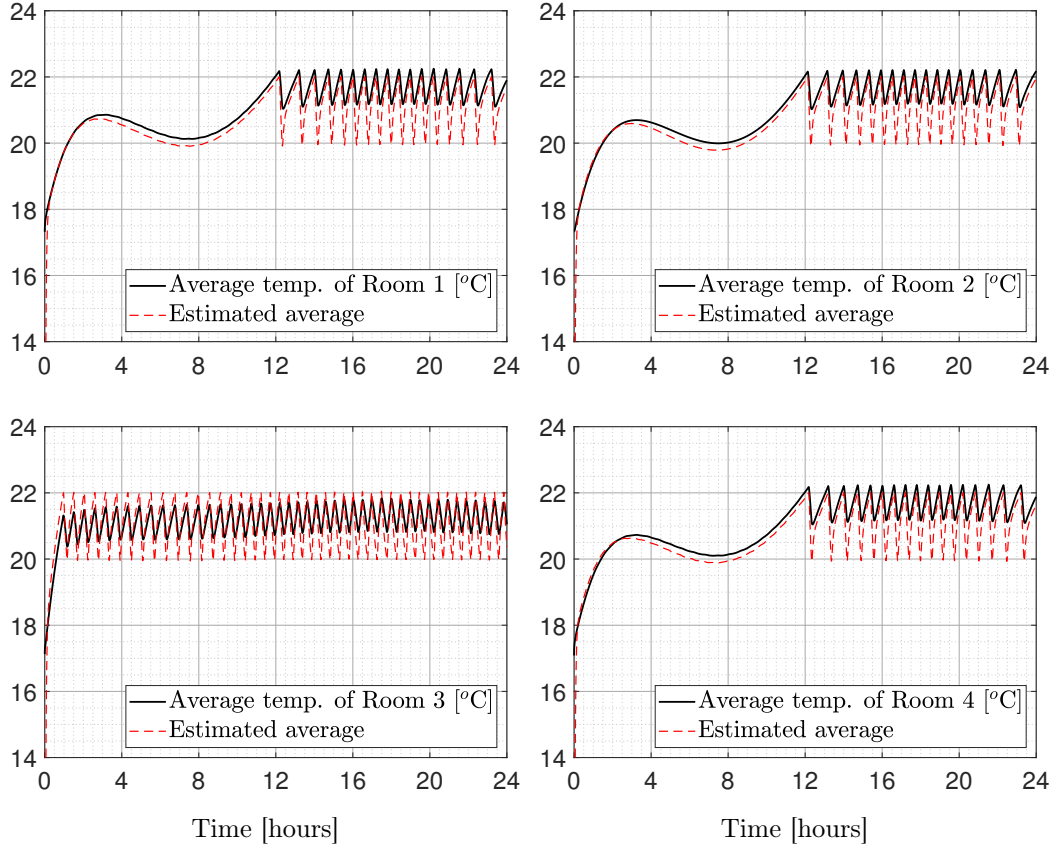 24
22
20
18
16
14
0 4 8 12 16 20 24
Average temp. of Room 1 [°C]
Estimated average
24
22
20
18
16
14
0 4 8 12 16 20 24
Average temp. of Room 2 [°C]
Estimated average
24
22
20
18
16
14
0 4 8 12 16 20 24
Average temp. of Room 3 [°C]
Estimated average
Time [hours]
24
22
20
18
16
14
0 4 8 12 16 20 24
Average temp. of Room 4 [°C]
Estimated average
Time [hours]